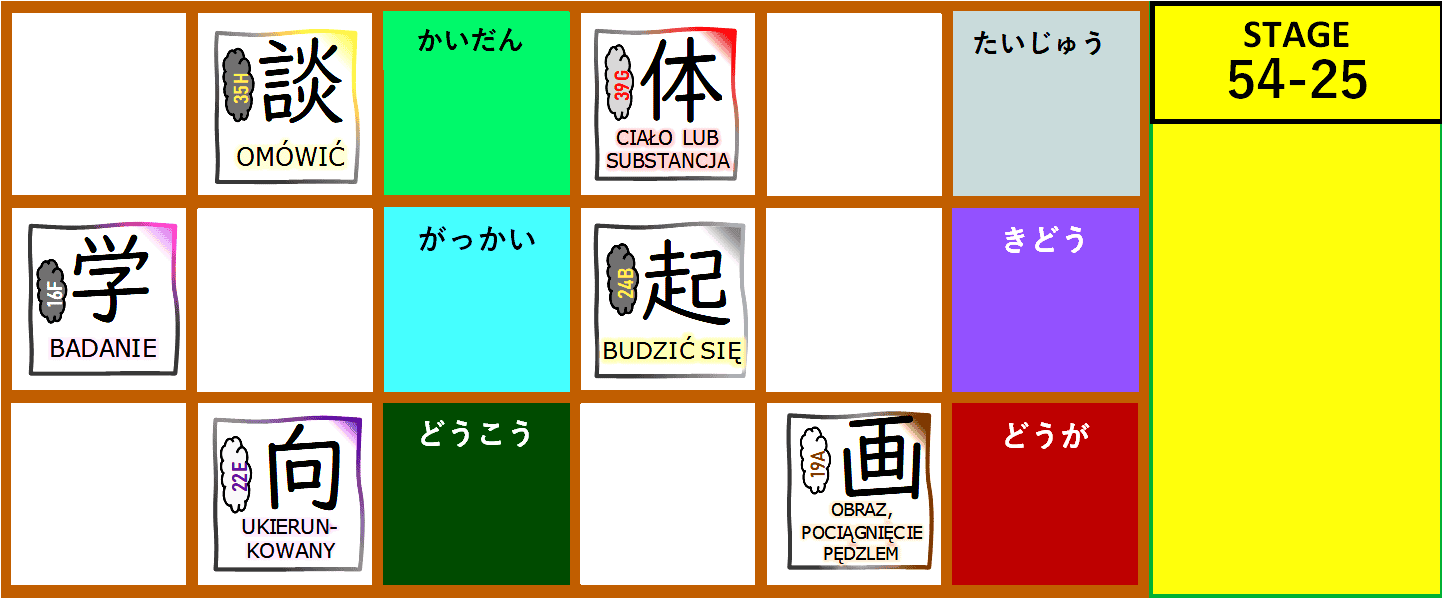 35H
談
OMÓWIĆ
かいだん
39G
体
CIAŁO LUB
SUBSTANCJA
たいじゅう
STAGE
54-25
16F
学
BADANIE
がっかい
24B
起
BUDZIĆ SIĘ
きどう
22E
向
UKIERUN-
KOWANY
どうこう
19A
画
OBRAZ,
POCIĄGNIĘCIE
PĘDZLEM
どうが